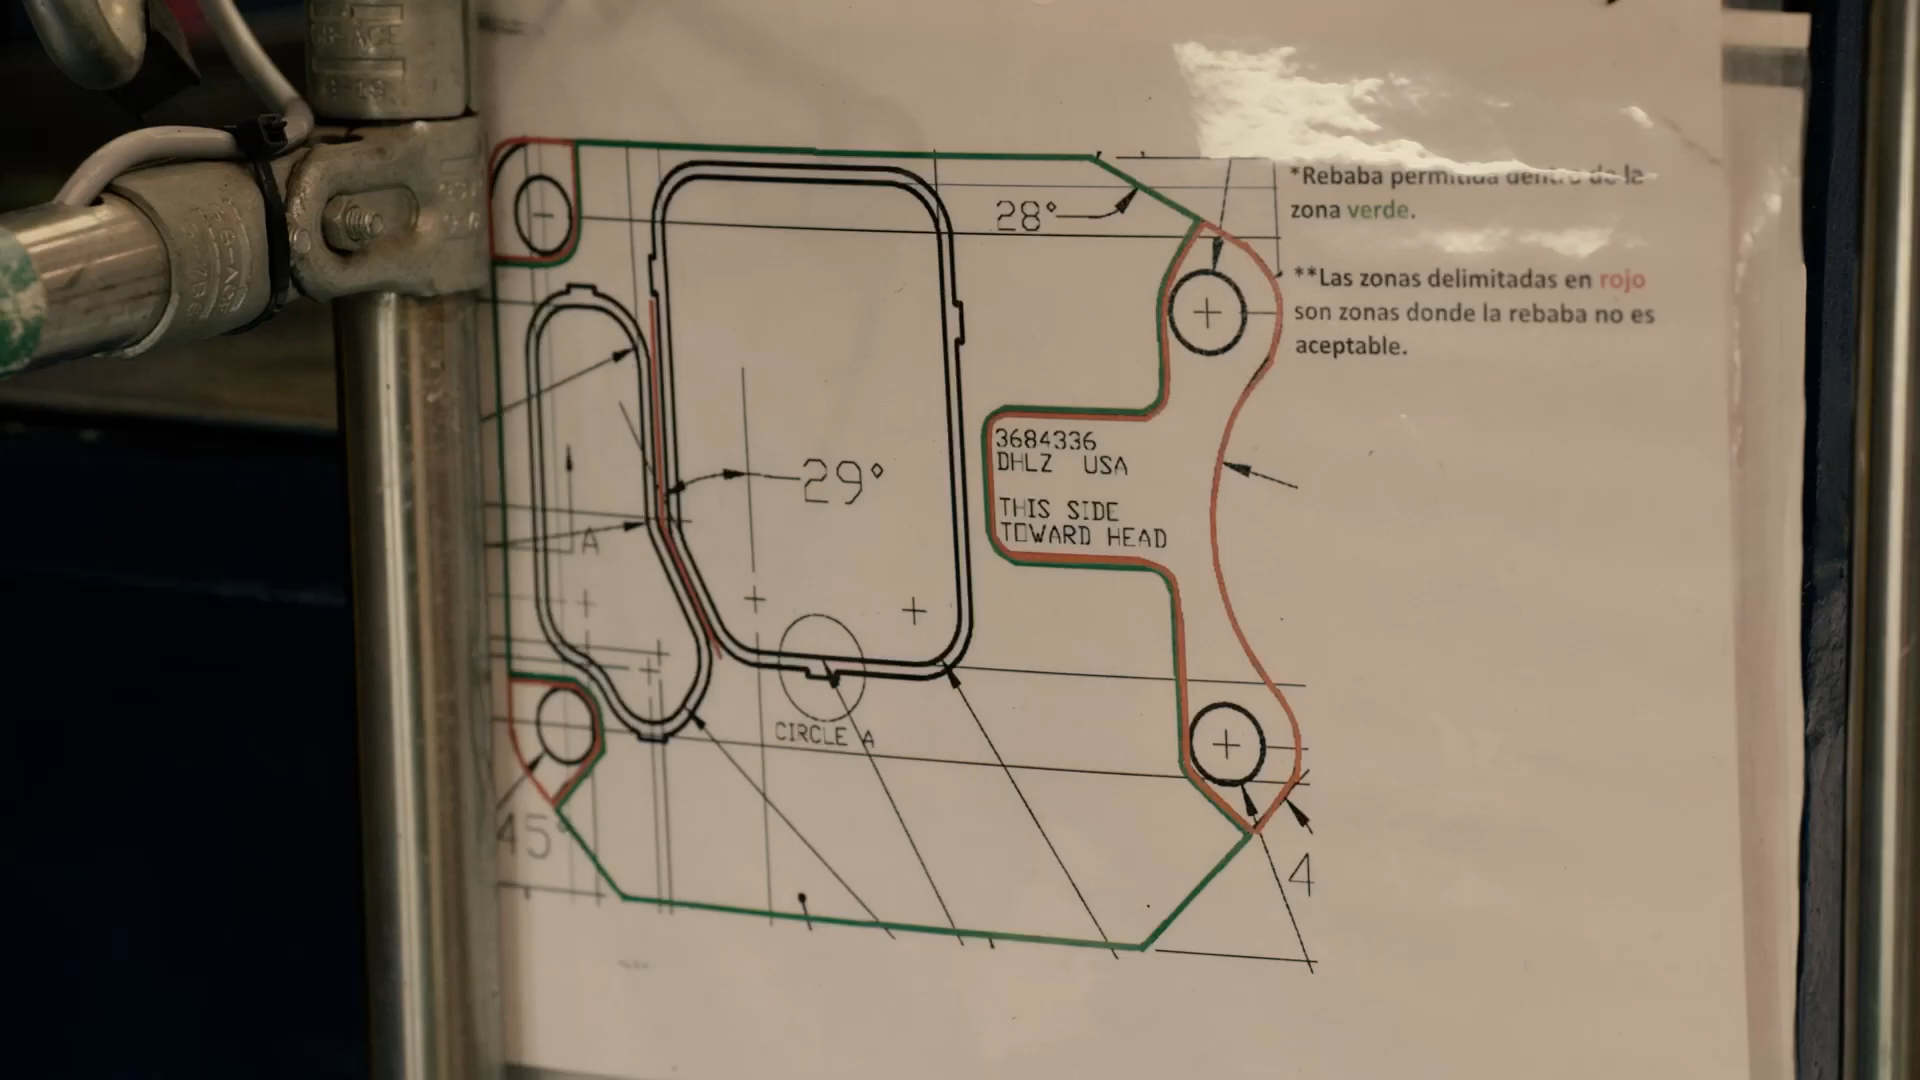 *Rebaba permitida dentro de la
zona verde.
**Las zonas delimitadas en rojo
son zonas donde la rebaba no es
aceptable.
28°
3684336
DHLZ USA
THIS SIDE
TOWARD HEAD
29°
A
CIRCLE A
45°
4